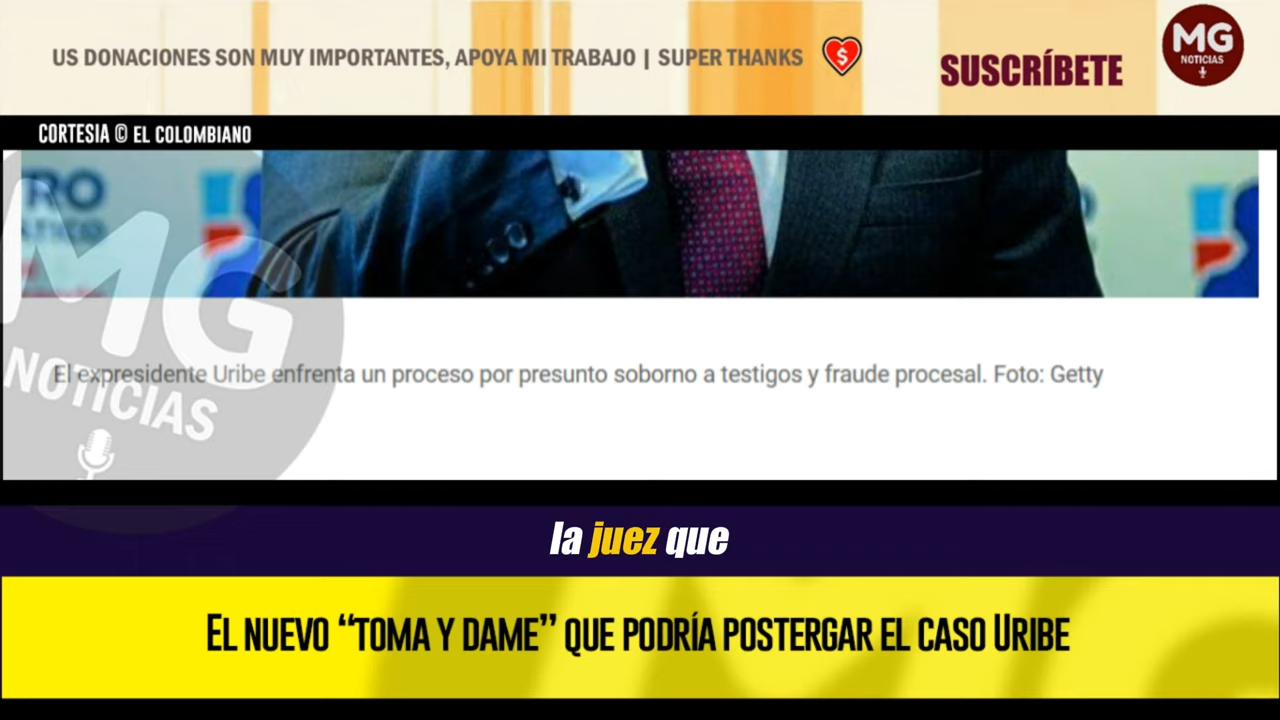 US DONACIONES SON MUY IMPORTANTES, APOYA MI TRABAJO | SUPER THANKS
SUSCRÍBETE
MG
NOTICIAS
CORTESIA © EL COLOMBIANO
TRO
MG
NOTICIAS
El expresidente Uribe enfrenta un proceso por presunto soborno a testigos y fraude procesal. Foto: Getty
la juez que
EL NUEVO “TOMA Y DAME” QUE PODRÍA POSTERGAR EL CASO URIBE